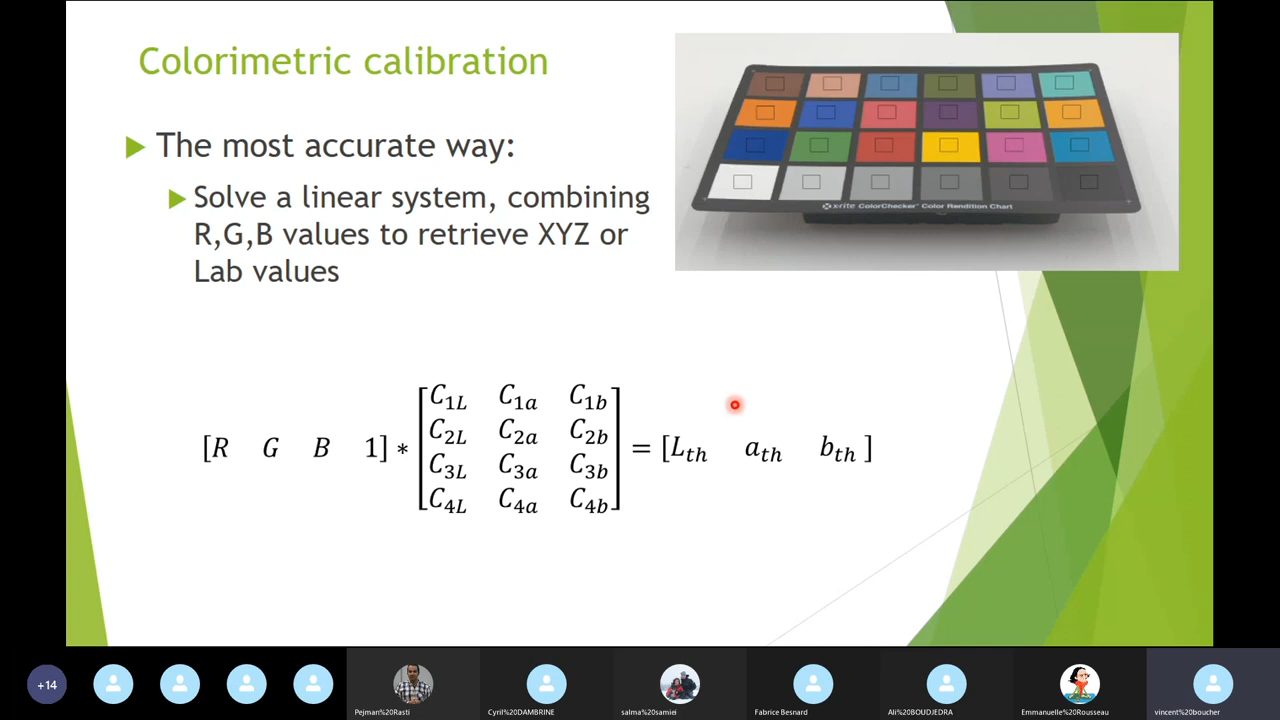 Colorimetric calibration
The most accurate way:
Solve a linear system, combining
R,G,B values to retrieve XYZ or
Lab values
x-rite ColorChecker Color Rendition Chart
[R G B 1] * [C1L C1a C1b
C2L C2a C2b
C3L C3a C3b
C4L C4a C4b] = [Lth ath bth ]
+14
Pejman%20Rasti
Cyril%20DAMBRINE
salma%20samiei
Fabrice Besnard
Ali%20BOUDJEDRA
Emmanuelle%20Rousseau
vincent%20boucher